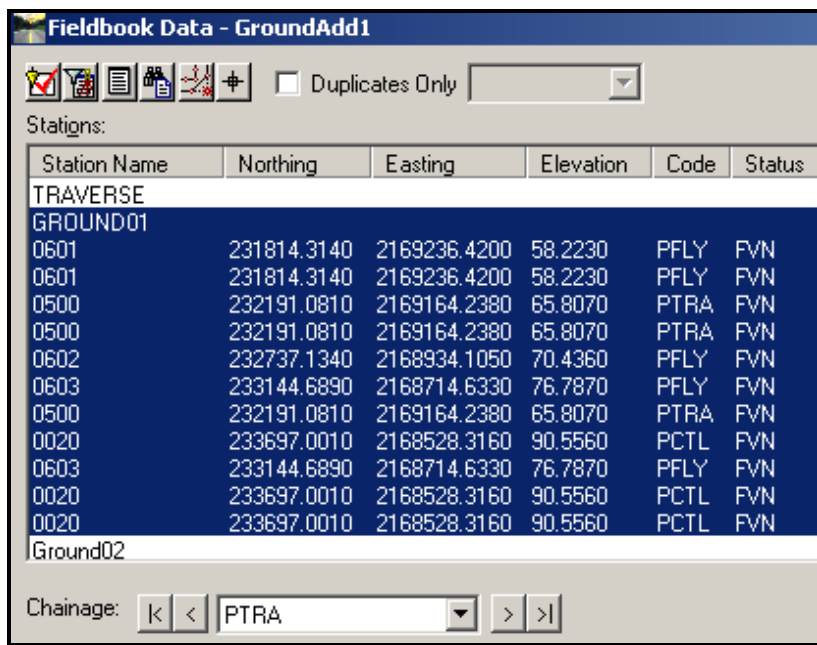 Fieldbook Data - GroundAdd1
Duplicates Only
Stations:
Station Name Northing Easting Elevation Code Status
TRAVERSE
GROUND01
0601 231814.3140 2169236.4200 58.2230 PFLY FVN
0601 231814.3140 2169236.4200 58.2230 PFLY FVN
0500 232191.0810 2169164.2380 65.8070 PTRA FVN
0500 232191.0810 2169164.2380 65.8070 PTRA FVN
0602 232737.1340 2168934.1050 70.4360 PFLY FVN
0603 233144.6890 2168714.6330 76.7870 PFLY FVN
0500 232191.0810 2169164.2380 65.8070 PTRA FVN
0020 233697.0010 2168528.3160 90.5560 PCTL FVN
0603 233144.6890 2168714.6330 76.7870 PFLY FVN
0020 233697.0010 2168528.3160 90.5560 PCTL FVN
0020 233697.0010 2168528.3160 90.5560 PCTL FVN
Ground02
Chainage: |< < PTRA > >|